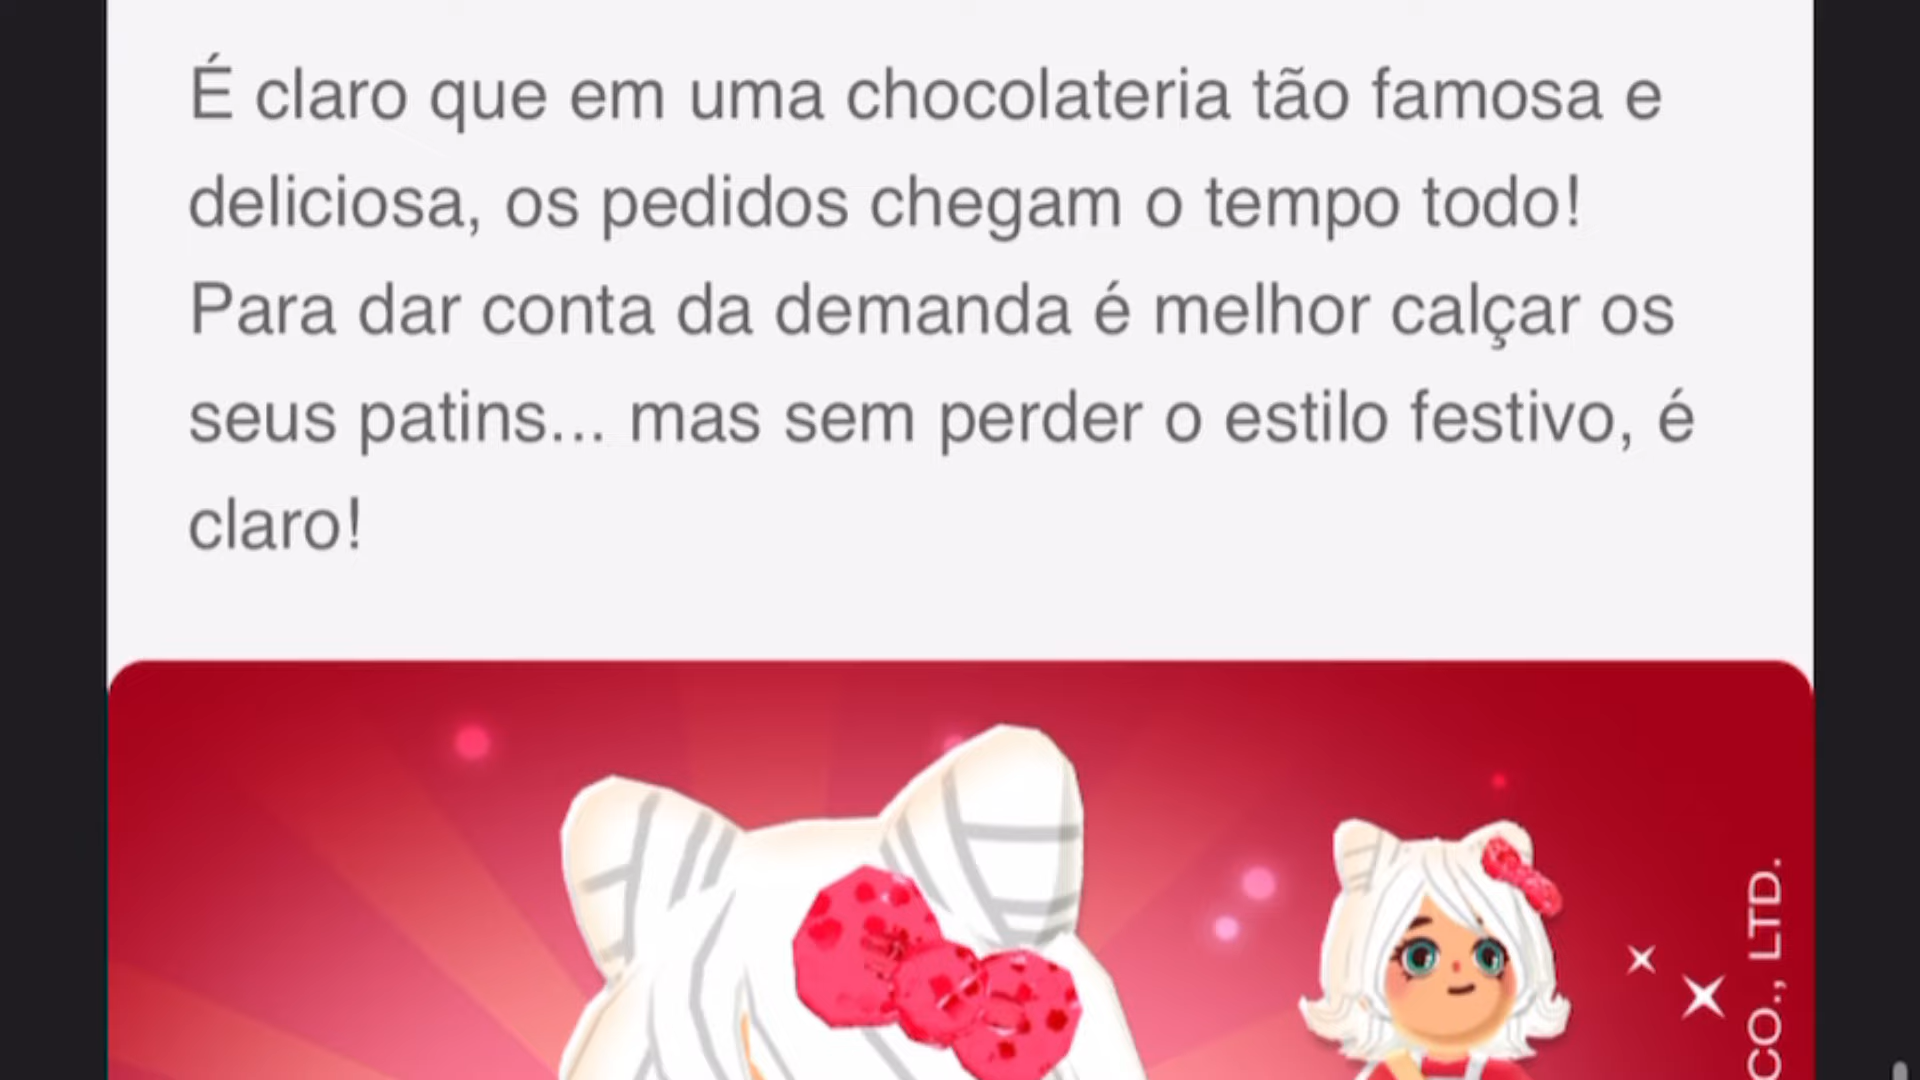 É claro que em uma chocolateria tão famosa e
deliciosa, os pedidos chegam o tempo todo!
Para dar conta da demanda é melhor calçar os
seus patins... mas sem perder o estilo festivo, é
claro!
CO., LTD.